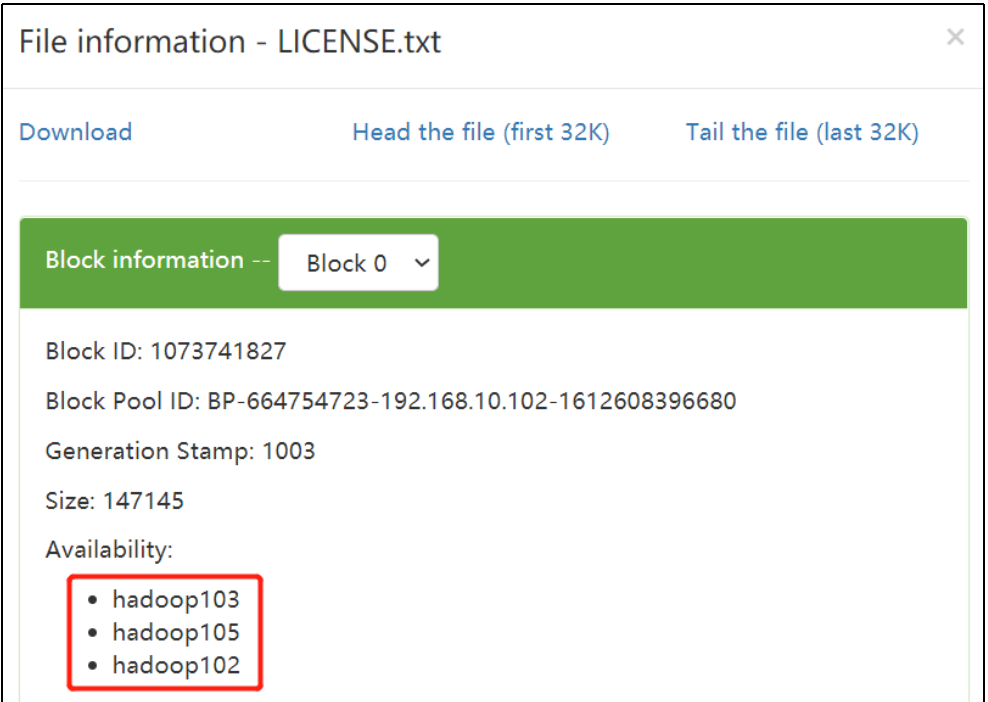 File information - LICENSE.txt ×
Download Head the file (first 32K) Tail the file (last 32K)
Block information -- Block 0
Block ID: 1073741827
Block Pool ID: BP-664754723-192.168.10.102-1612608396680
Generation Stamp: 1003
Size: 147145
Availability:
• hadoop103
• hadoop105
• hadoop102